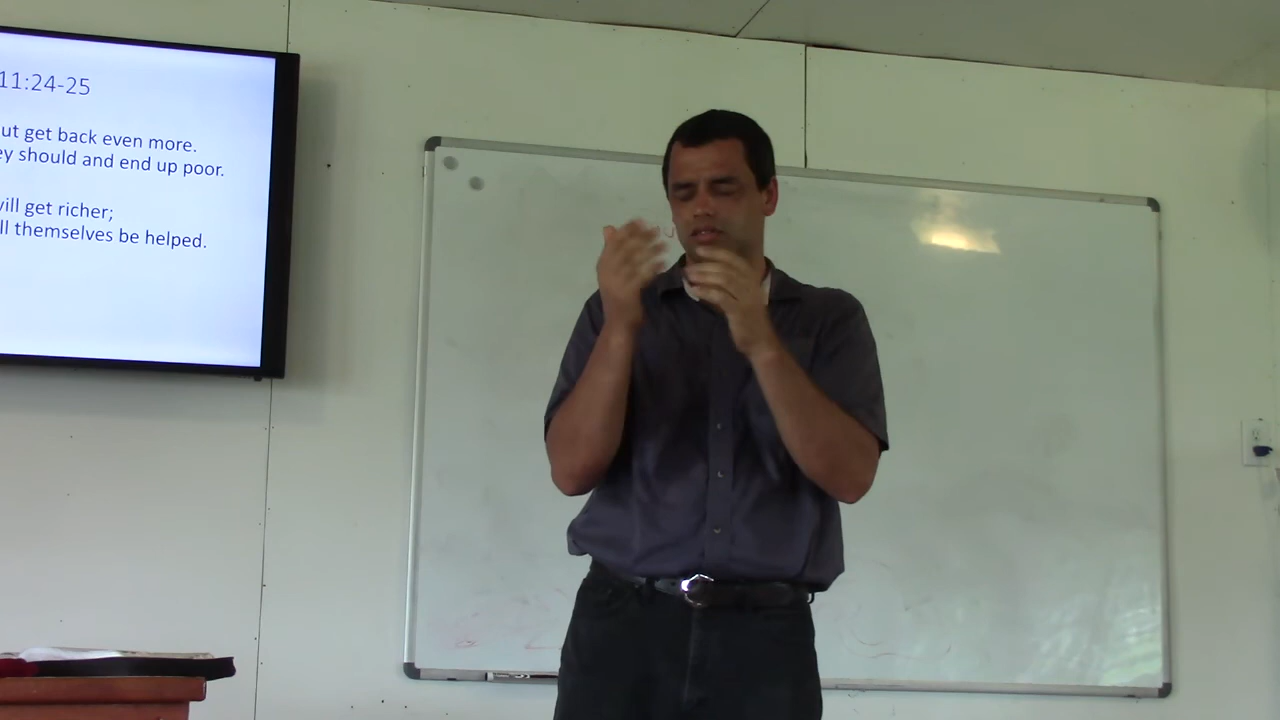 11:24-25
ut get back even more.
ey should and end up poor.
will get richer;
ll themselves be helped.